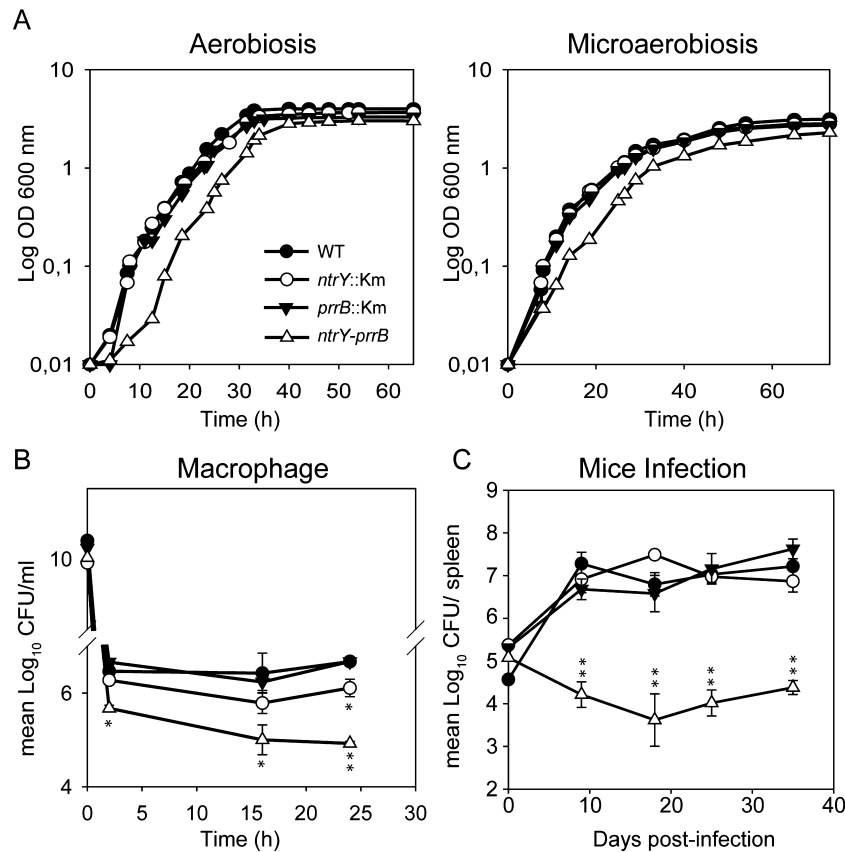 A
Aerobiosis
Microaerobiosis
Log OD 600 nm
10
1
0,1
0,01
0 10 20 30 40 50 60
Time (h)
WT
ntrY::Km
prrB::Km
ntrY-prrB
Log OD 600 nm
10
1
0,1
0,01
0 20 40 60
Time (h)
B
Macrophage
mean Log10 CFU/ml
10
6
4
* * * **
0 5 10 15 20 25 30
Time (h)
C
Mice Infection
mean Log10 CFU/ spleen
9
8
7
6
5
4
3
2
** ** ** **
0 10 20 30 40
Days post-infection